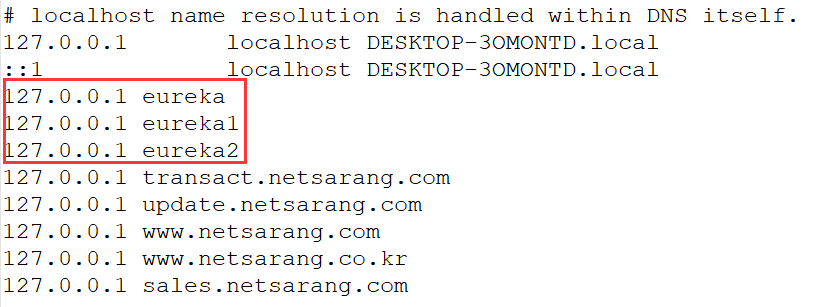 # localhost name resolution is handled within DNS itself.
127.0.0.1       localhost DESKTOP-3OMONTD.local
::1             localhost DESKTOP-3OMONTD.local
127.0.0.1 eureka
127.0.0.1 eureka1
127.0.0.1 eureka2
127.0.0.1 transact.netsarang.com
127.0.0.1 update.netsarang.com
127.0.0.1 www.netsarang.com
127.0.0.1 www.netsarang.co.kr
127.0.0.1 sales.netsarang.com